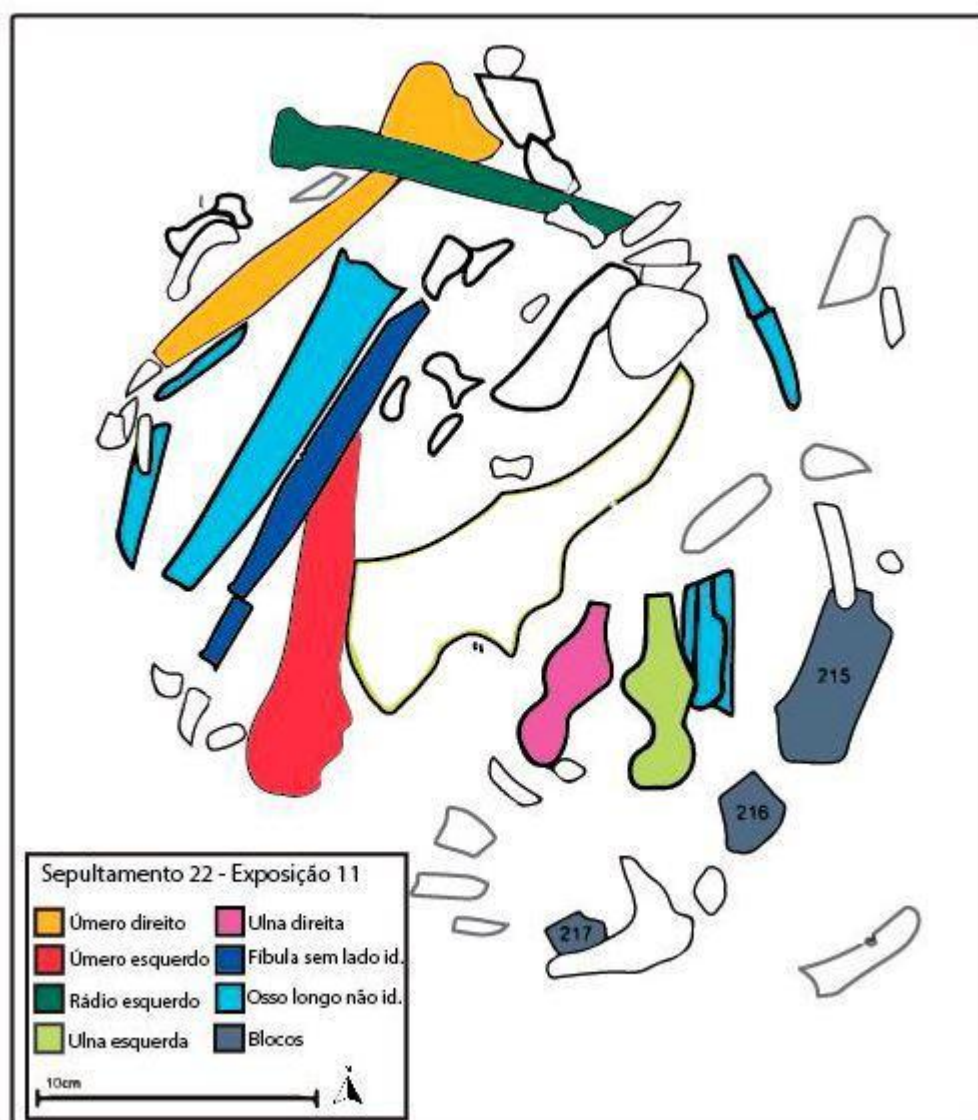 215
216
217
Sepultamento 22 - Exposição 11
Úmero direito
Úmero esquerdo
Rádio esquerdo
Ulna esquerda
Ulna direita
Fíbula sem lado id.
Osso longo não id.
Blocos
10cm